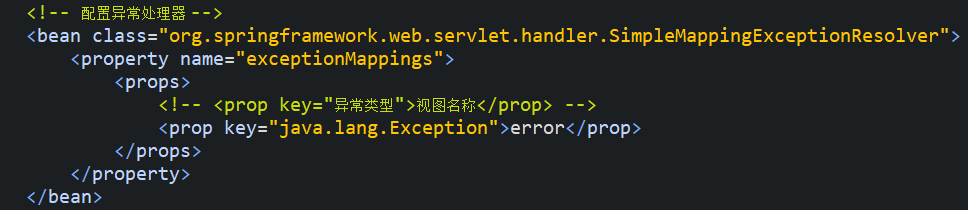 <!-- 配置异常处理器 -->
<bean class="org.springframework.web.servlet.handler.SimpleMappingExceptionResolver">
    <property name="exceptionMappings">
        <props>
            <!-- <prop key="异常类型">视图名称</prop> -->
            <prop key="java.lang.Exception">error</prop>
        </props>
    </property>
</bean>